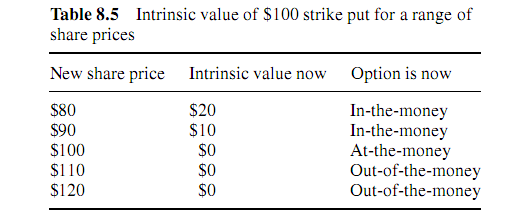 Table 8.5 Intrinsic value of $100 strike put for a range of
share prices
New share price Intrinsic value now Option is now
$80 $20 In-the-money
$90 $10 In-the-money
$100 $0 At-the-money
$110 $0 Out-of-the-money
$120 $0 Out-of-the-money